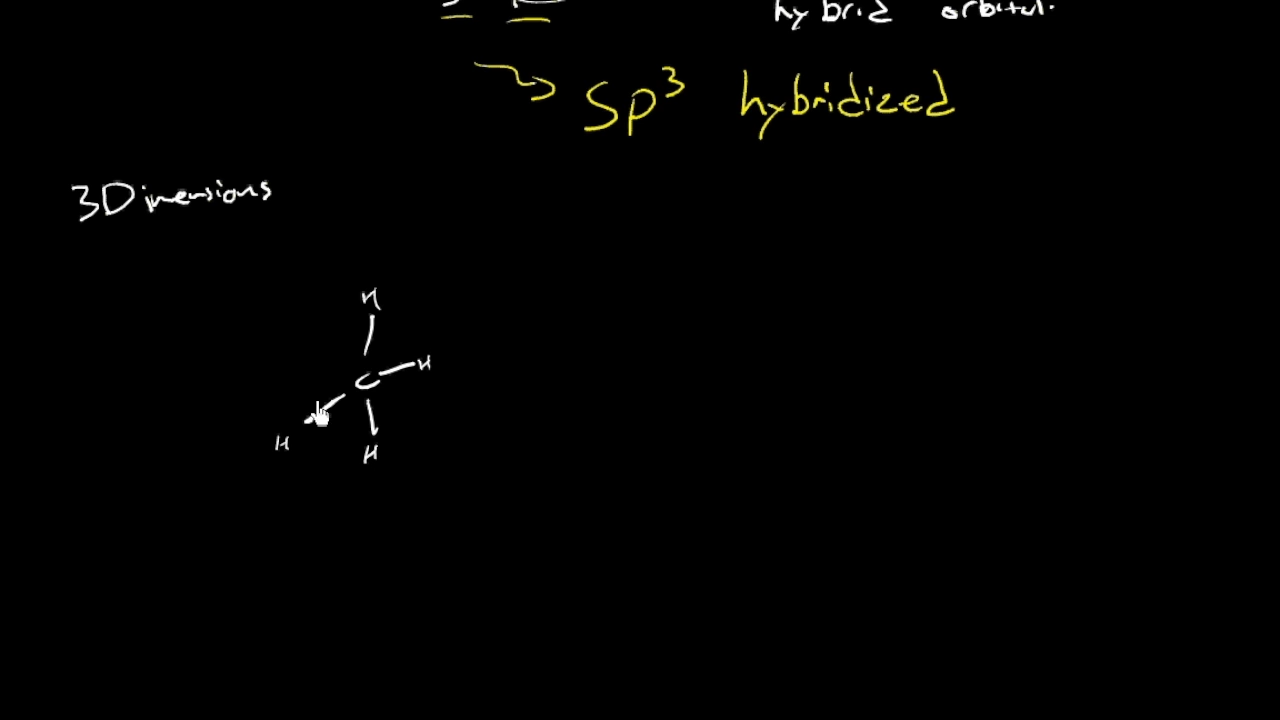 hybrid orbital.
sp³ hybridized
3Dimensions
H
C H
H H